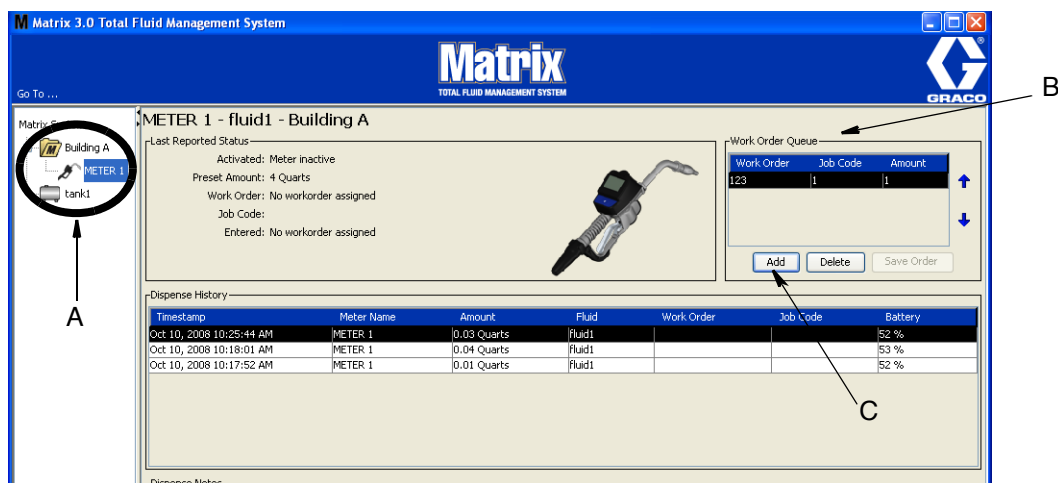 Matrix 3.0 Total Fluid Management System
Matrix
TOTAL FLUID MANAGEMENT SYSTEM
GRACO
Go To ...
B
Matrix
Building A
METER 1
tank1
A
METER 1 - fluid1 - Building A
Last Reported Status
Activated: Meter inactive
Preset Amount: 4 Quarts
Work Order: No workorder assigned
Job Code:
Entered: No workorder assigned
Work Order Queue
Work Order Job Code Amount
123 1 1
Add Delete Save Order
Dispense History
Timestamp Meter Name Amount Fluid Work Order Job Code Battery
Oct 10, 2008 10:25:44 AM METER 1 0.03 Quarts fluid1 52 %
Oct 10, 2008 10:18:01 AM METER 1 0.04 Quarts fluid1 53 %
Oct 10, 2008 10:17:52 AM METER 1 0.01 Quarts fluid1 52 %
C
Dispense Notes